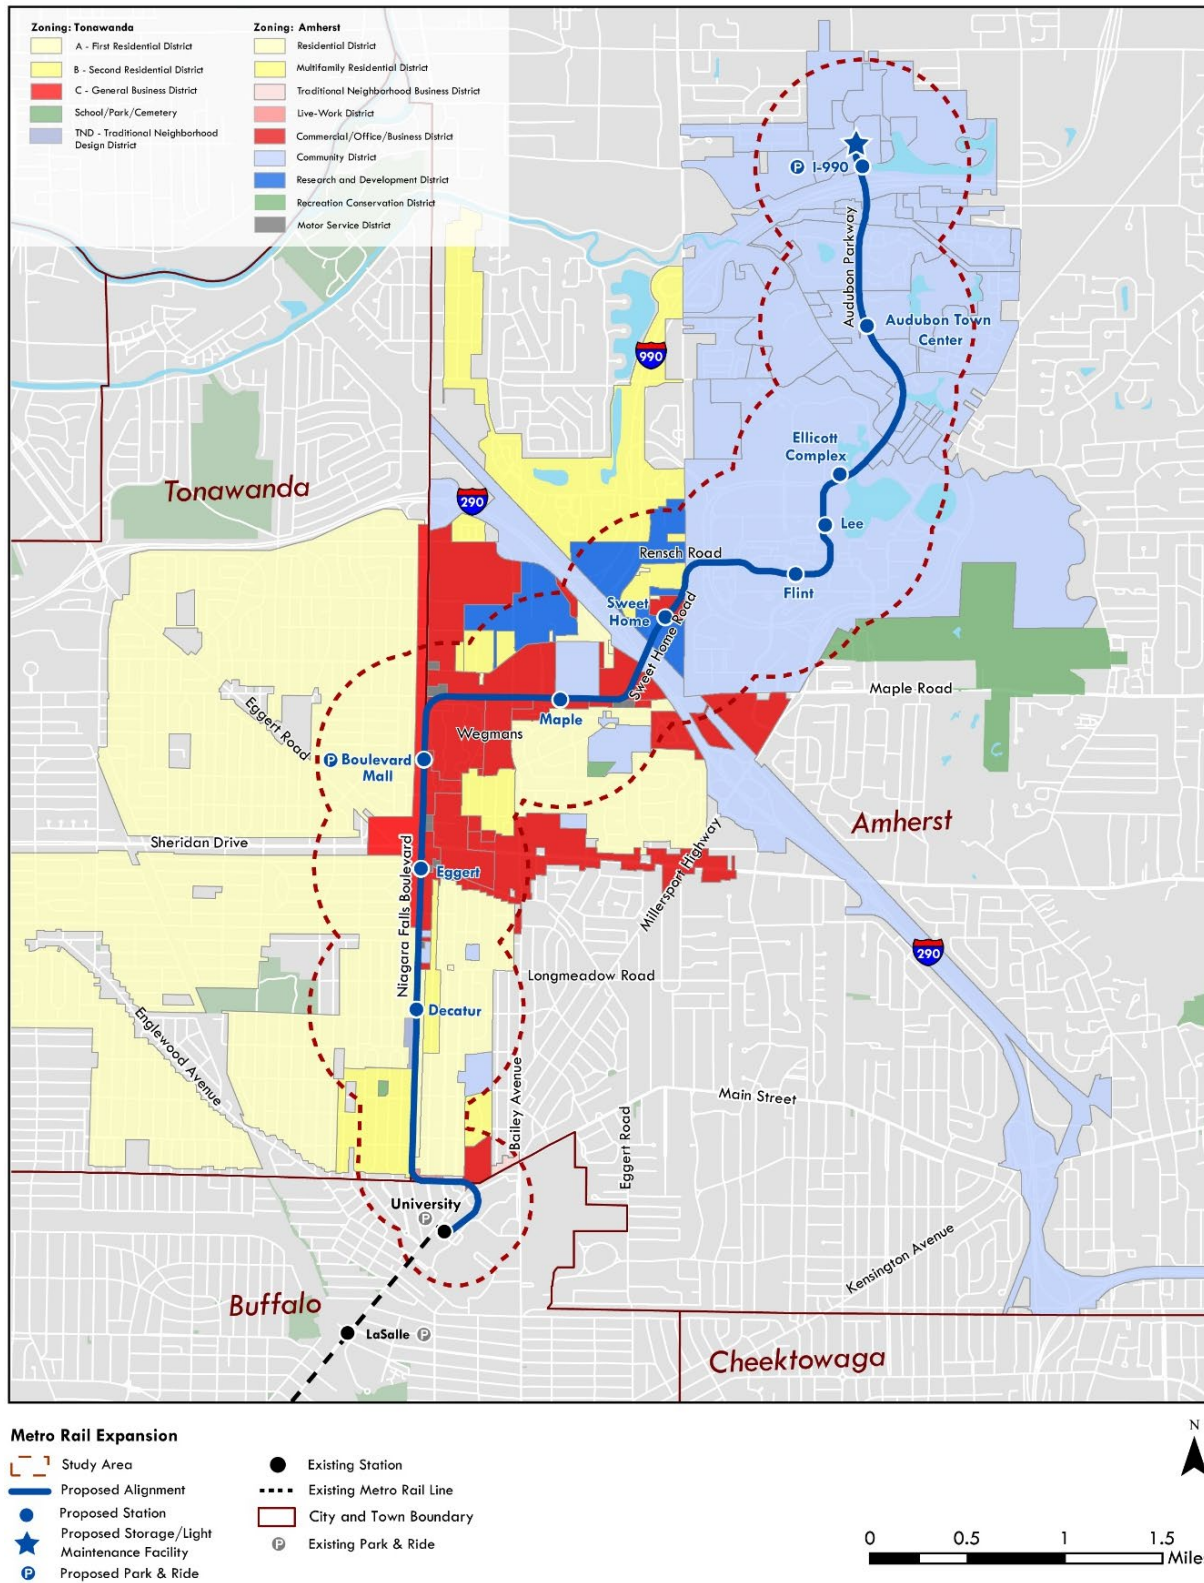 Zoning: Tonawanda
A - First Residential District
B - Second Residential District
C - General Business District
School/Park/Cemetery
TND - Traditional Neighborhood
Design District
Zoning: Amherst
Residential District
Multifamily Residential District
Traditional Neighborhood Business District
Live-Work District
Commercial/Office/Business District
Community District
Research and Development District
Recreation Conservation District
Motor Service District
P I-990
Audubon Parkway
Audubon Town
Center
990
Ellicott
Complex
Tonawanda
290
Lee
Rensch Road
Flint
Sweet
Home
Sweet Home Road
Maple Road
Eggert Road
Maple
Wegmans
P Boulevard
Mall
Amherst
Sheridan Drive
Niagara Falls Boulevard
Eggert
Millersport Highway
290
Longmeadow Road
Decatur
Englewood Avenue
Bailey Avenue
Main Street
Eggert Road
University
P
Kensington Avenue
Buffalo
LaSalle P
Cheektowaga
Metro Rail Expansion
Study Area
Proposed Alignment
Proposed Station
Proposed Storage/Light
Maintenance Facility
P Proposed Park & Ride
Existing Station
Existing Metro Rail Line
City and Town Boundary
P Existing Park & Ride
N
0 0.5 1 1.5
Mile